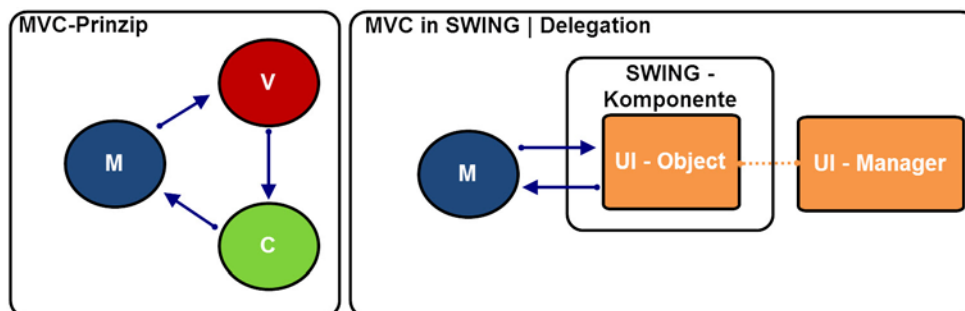 MVC-Prinzip
V
M
C
MVC in SWING | Delegation
SWING -
Komponente
M
UI - Object
UI - Manager